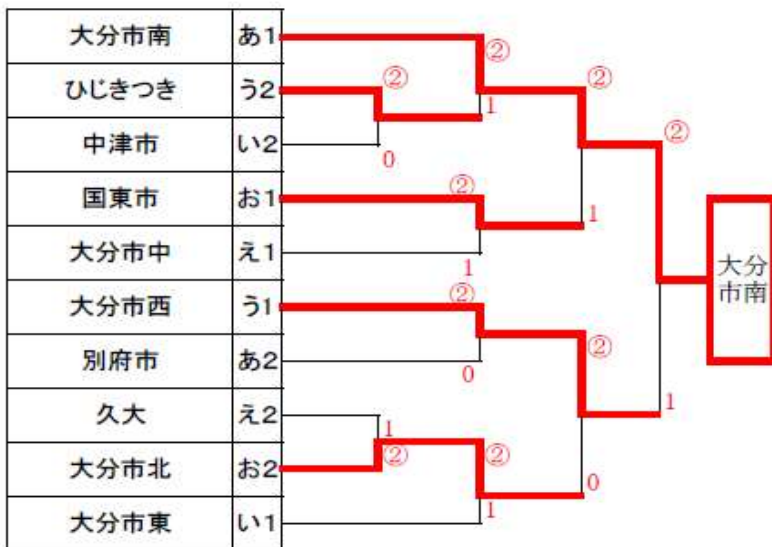 大分市南 あ1
ひじきつき う2
中津市 い2
国東市 お1
大分市中 え1
大分市西 う1
別府市 あ2
久大 え2
大分市北 お2
大分市東 い1
②
②
②
②
1
0
②
1
1
②
②
0
1
1
②
②
0
1
大分
市南